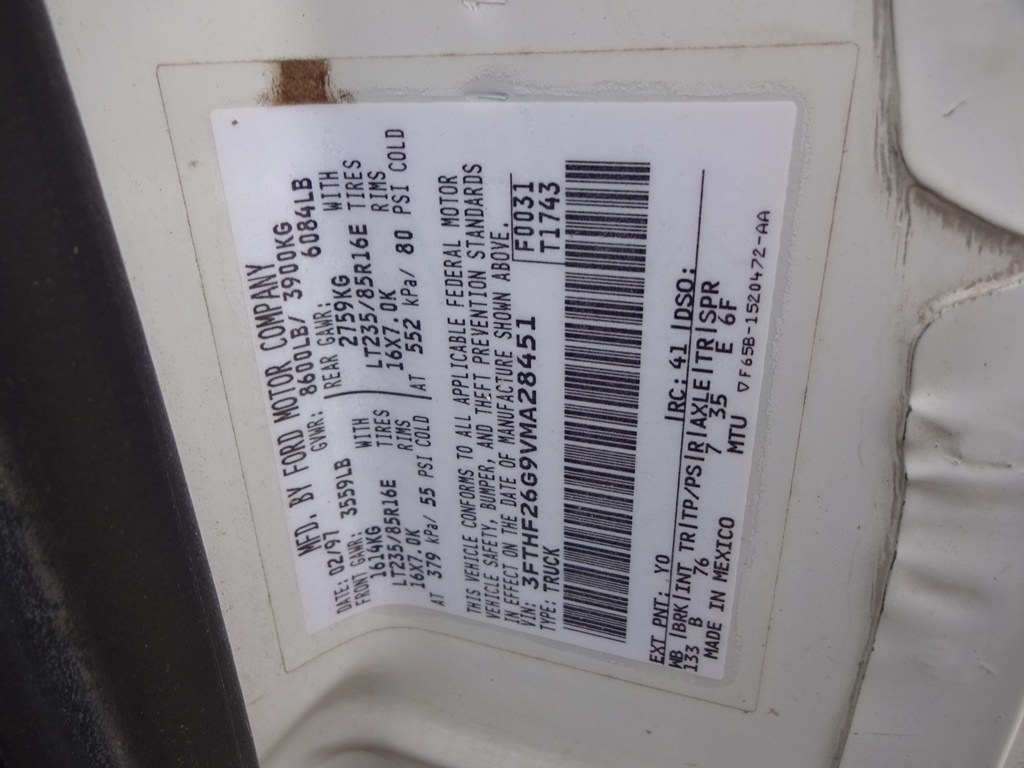 MFD. BY FORD MOTOR COMPANY
DATE: 02/97 GVWR: 8600LB/ 3900KG
FRONT GAWR: 3559LB REAR GAWR: 6084LB
1614KG WITH 2759KG WITH
LT235/85R16E TIRES LT235/85R16E TIRES
16X7.0K RIMS 16X7.0K RIMS
AT 379 kPa/ 55 PSI COLD AT 552 kPa/ 80 PSI COLD
THIS VEHICLE CONFORMS TO ALL APPLICABLE FEDERAL MOTOR
VEHICLE SAFETY, BUMPER, AND THEFT PREVENTION STANDARDS
IN EFFECT ON THE DATE OF MANUFACTURE SHOWN ABOVE.
VIN: 3FTHF26G9VMA28451 F0031
TYPE: TRUCK T1743
EXT PNT: YO RC: 41 DSO:
WB BRK INT TR TP/PS R AXLE TR SPR
133 B 76 7 35 E 6F
MADE IN MEXICO MTU
▽F65B-1520472-AA